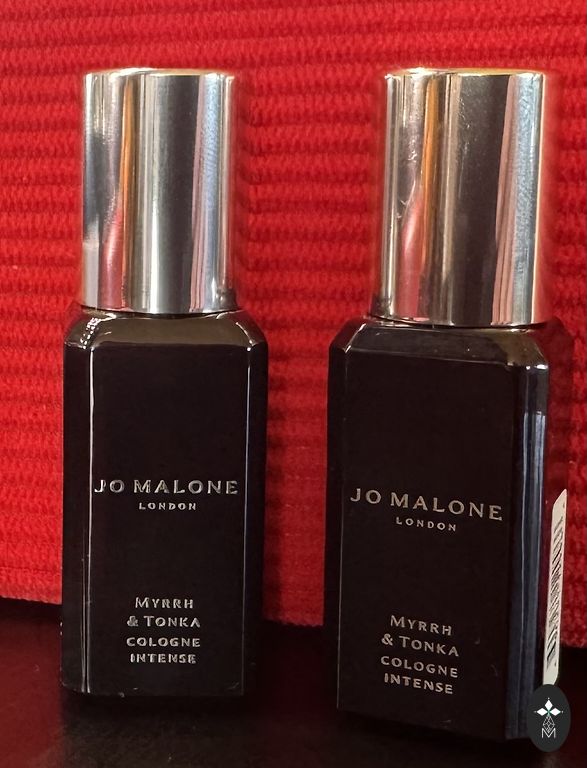 JO MALONE
LONDON
MYRRH
& TONKA
COLOGNE
INTENSE
JO MALONE
LONDON
MYRRH
& TONKA
COLOGNE
INTENSE